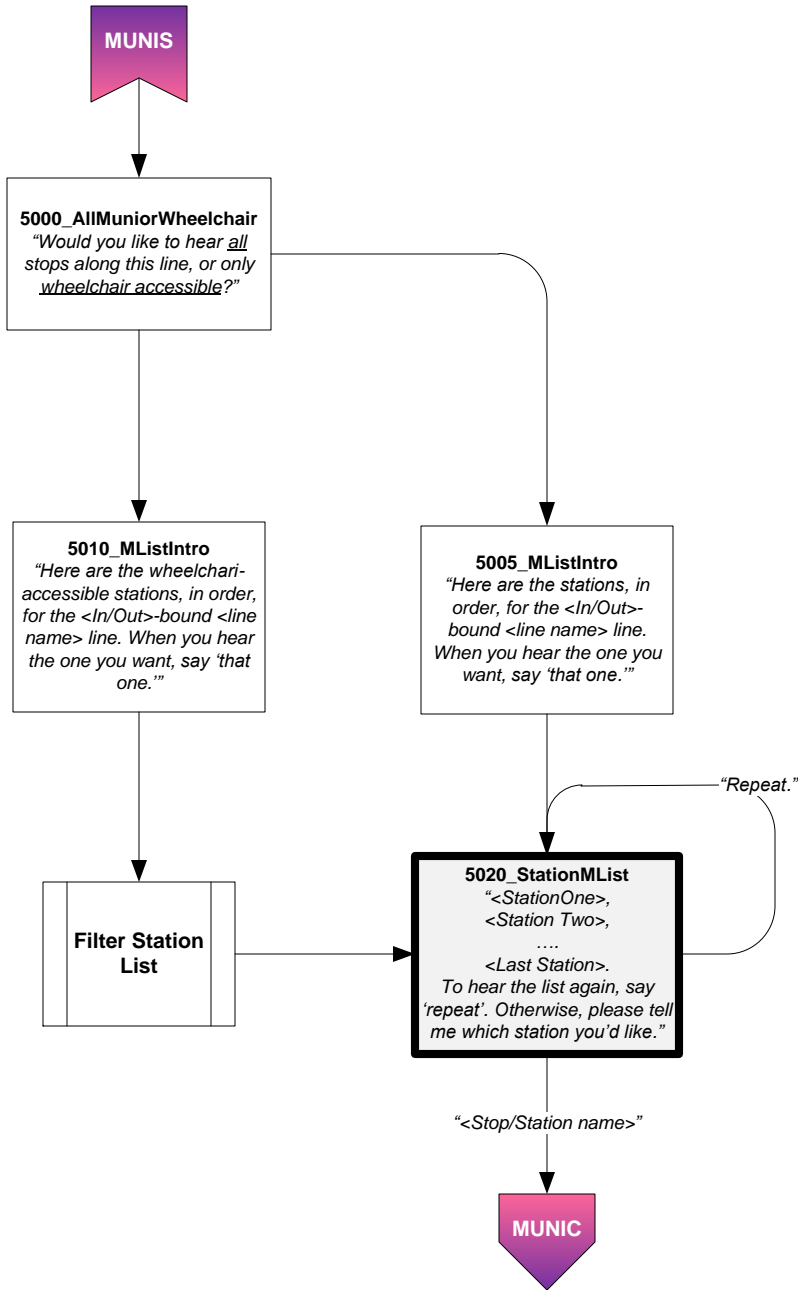 MUNIS
5000_AllMuniorWheelchair
“Would you like to hear all
stops along this line, or only
wheelchair accessible?”
5010_MListIntro
“Here are the wheelchari-
accessible stations, in order,
for the <In/Out>-bound <line
name> line. When you hear
the one you want, say ‘that
one.’”
5005_MListIntro
“Here are the stations, in
order, for the <In/Out>-
bound <line name> line.
When you hear the one you
want, say ‘that one.’”
“Repeat.”
Filter Station
List
5020_StationMList
“<StationOne>,
<Station Two>,
….
<Last Station>.
To hear the list again, say
‘repeat’. Otherwise, please tell
me which station you’d like.”
“<Stop/Station name>”
MUNIC